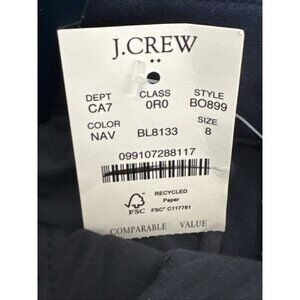 J.CREW
DEPT CLASS STYLE
CA7 0R0 BO899
COLOR SIZE
NAV BL8133 8
099107288117
RECYCLED
Paper
FSC FSC® C117781
COMPARABLE VALUE